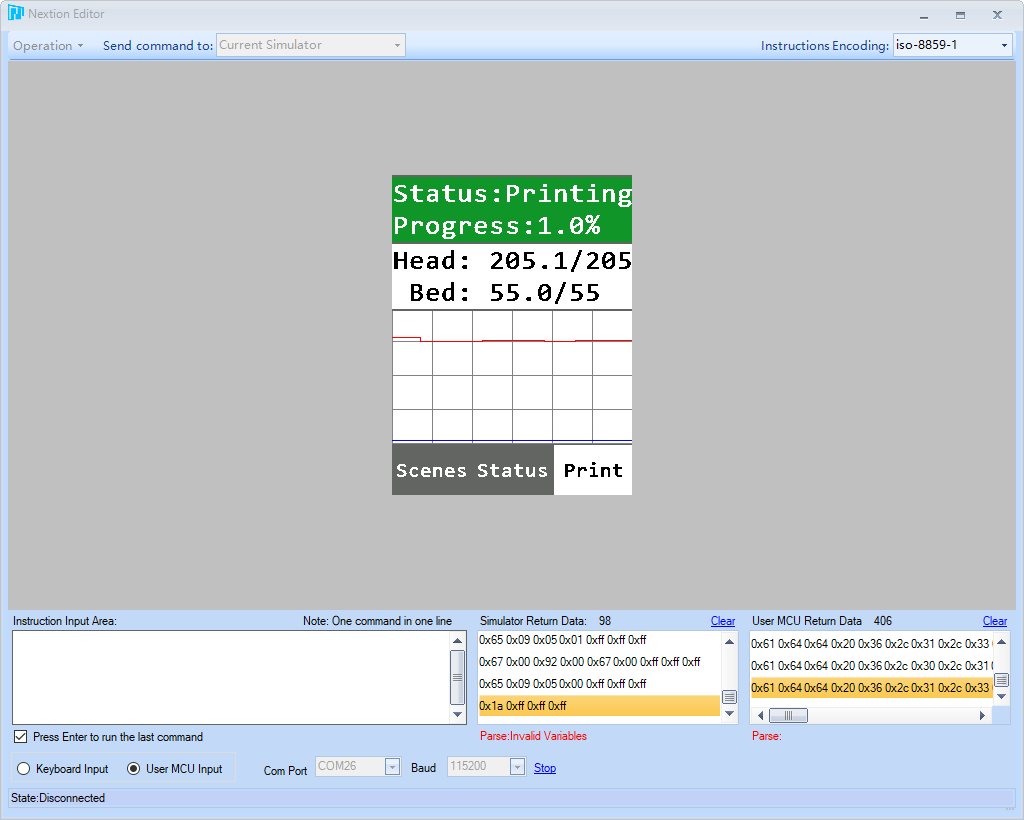 Nextion Editor
Operation Send command to: Current Simulator Instructions Encoding: iso-8859-1
Status:Printing
Progress:1.0%
Head: 205.1/205
Bed: 55.0/55
Scenes Status Print
Instruction Input Area: Note: One command in one line
Simulator Return Data: 98 Clear
0x65 0x09 0x05 0x01 0xff 0xff 0xff
0x67 0x00 0x92 0x00 0x67 0x00 0xff 0xff 0xff
0x65 0x09 0x05 0x00 0xff 0xff 0xff
0x1a 0xff 0xff 0xff
Parse:Invalid Variables
User MCU Return Data 406 Clear
0x61 0x64 0x64 0x20 0x36 0x2c 0x31 0x2c 0x33
0x61 0x64 0x64 0x20 0x36 0x2c 0x30 0x2c 0x31
0x61 0x64 0x64 0x20 0x36 0x2c 0x31 0x2c 0x33
Parse:
Press Enter to run the last command
Keyboard Input User MCU Input Com Port COM26 Baud 115200 Stop
State:Disconnected